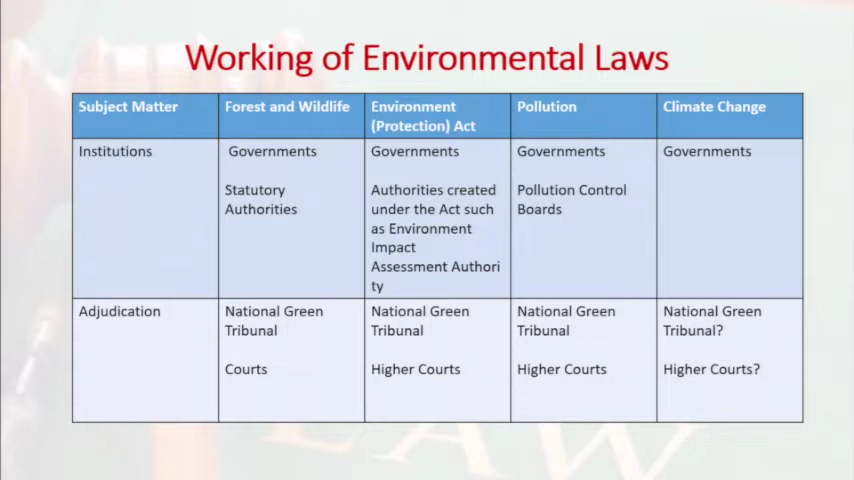 Working of Environmental Laws
Subject Matter
Forest and Wildlife
Environment
(Protection) Act
Pollution
Climate Change
Institutions
Governments
Statutory
Authorities
Governments
Authorities created
under the Act such
as Environment
Impact
Assessment Authori
ty
Governments
Pollution Control
Boards
Governments
Adjudication
National Green
Tribunal
Courts
National Green
Tribunal
Higher Courts
National Green
Tribunal
Higher Courts
National Green
Tribunal?
Higher Courts?
LAW